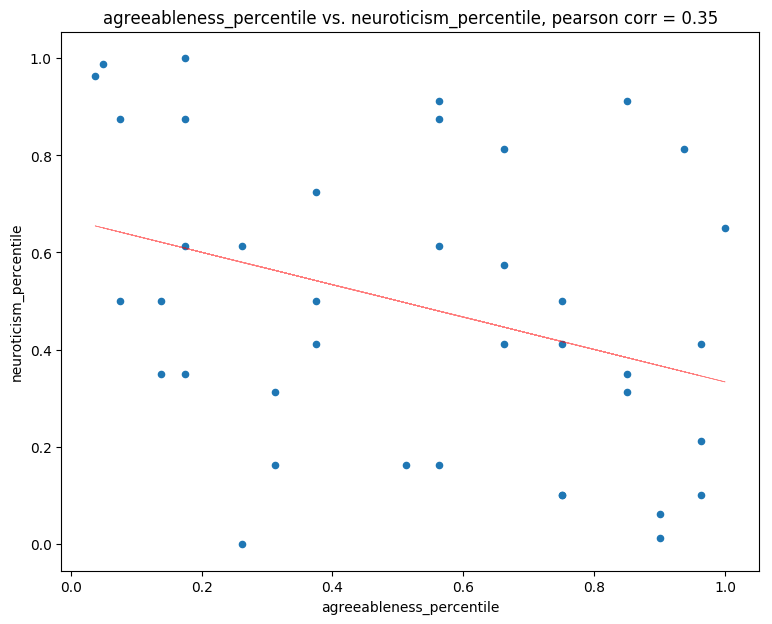 agreeableness_percentile vs. neuroticism_percentile, pearson corr = 0.35
1.0
0.8
0.6
0.4
0.2
0.0
neuroticism_percentile
0.0 0.2 0.4 0.6 0.8 1.0
agreeableness_percentile